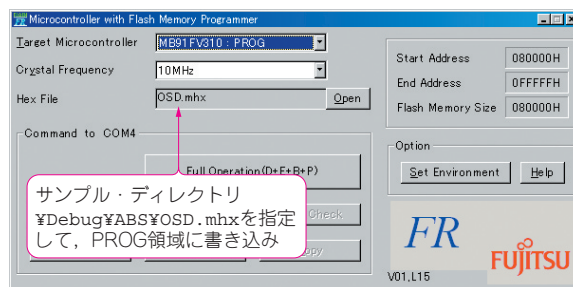 Microcontroller with Flash Memory Programmer
Target Microcontroller
MB91FV310 : PROG
Crystal Frequency
10MHz
Hex File
OSD.mhx
Open
Start Address
080000H
End Address
0FFFFFH
Flash Memory Size
080000H
Command to COM4
Full Operation(D+E+B+P)
Option
Set Environment
Help
サンプル・ディレクトリ
¥Debug¥ABS¥OSD.mhxを指定
して，PROG領域に書き込み
Check
FR
FUJITSU
V01,L15